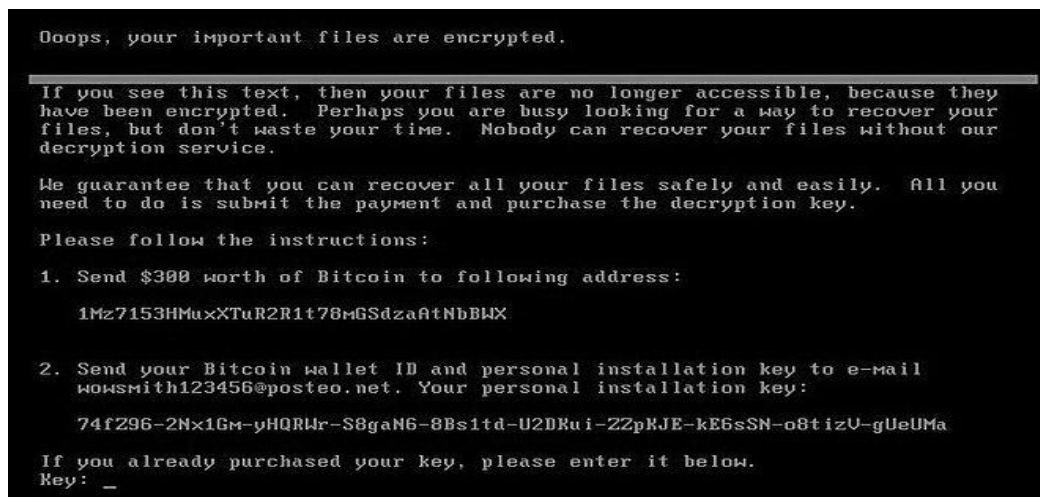 Ooops, your important files are encrypted.
If you see this text, then your files are no longer accessible, because they
have been encrypted.  Perhaps you are busy looking for a way to recover your
files, but don't waste your time.  Nobody can recover your files without our
decryption service.
We guarantee that you can recover all your files safely and easily.  All you
need to do is submit the payment and purchase the decryption key.
Please follow the instructions:
1. Send $300 worth of Bitcoin to following address:
1Mz7153HMuxXTuR2R1t78mGSdzaAtNbBWX
2. Send your Bitcoin wallet ID and personal installation key to e-mail
wowsmith123456@posteo.net. Your personal installation key:
74fZ96-2Nx1Gm-yHQRWr-S8gaN6-8Bs1td-U2DKui-ZZpKJE-kE6sSN-o8tizV-gUeUMa
If you already purchased your key, please enter it below.
Key: _